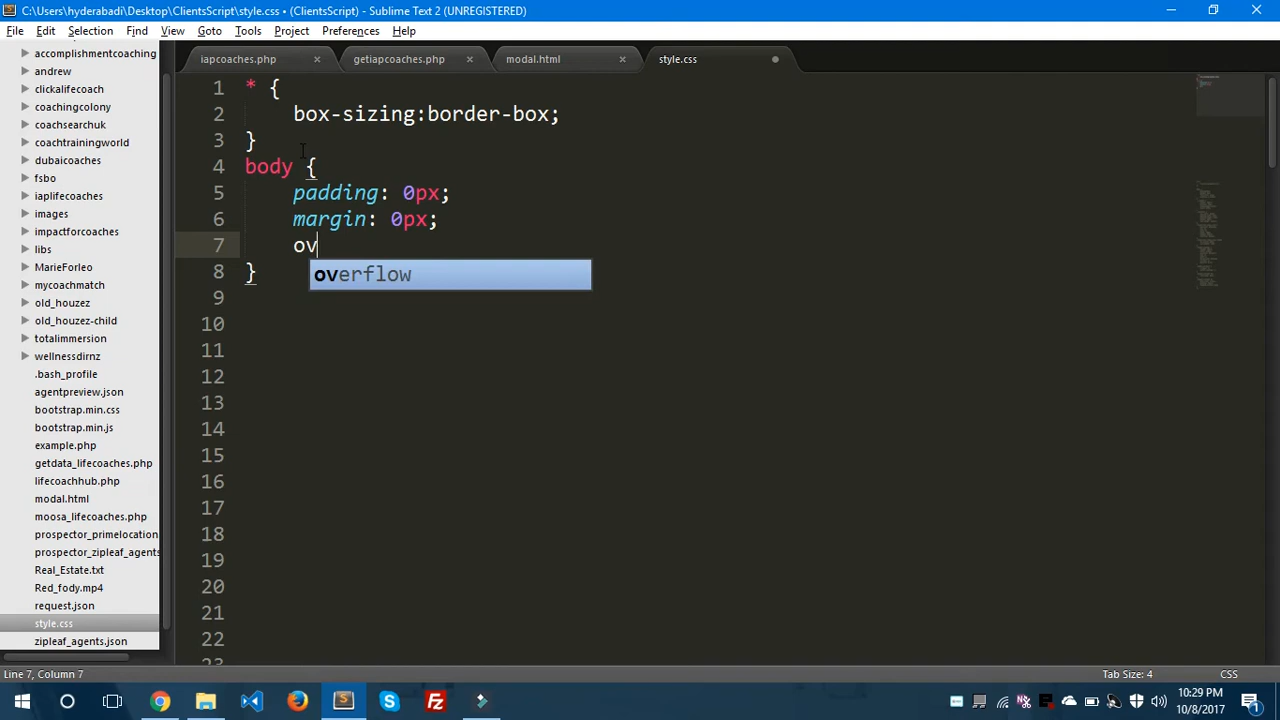 C:\Users\hyderabadi\Desktop\ClientsScript\style.css • (ClientsScript) - Sublime Text 2 (UNREGISTERED)
File Edit Selection Find View Goto Tools Project Preferences Help
iapcoaches.php getiapcoaches.php modal.html style.css
accomplishmentcoaching
andrew
clickalifecoach
coachingcolony
coachsearchuk
coachtrainingworld
dubaicoaches
fsbo
iaplifecoaches
images
impactforcoaches
libs
MarieForleo
mycoachmatch
old_houzez
old_houzez-child
totalimmersion
wellnessdirnz
.bash_profile
agentpreview.json
bootstrap.min.css
bootstrap.min.js
example.php
getdata_lifecoaches.php
lifecoachhub.php
modal.html
moosa_lifecoaches.php
prospector_primelocation
prospector_zipleaf_agents
Real_Estate.txt
Red_fody.mp4
request.json
style.css
zipleaf_agents.json
1 * {
2 box-sizing:border-box;
3 }
4 body {
5 padding: 0px;
6 margin: 0px;
7 ov
overflow
8 }
9
10
11
12
13
14
15
16
17
18
19
20
21
22
23
Line 7, Column 7 Tab Size: 4 CSS
10:29 PM
10/8/2017